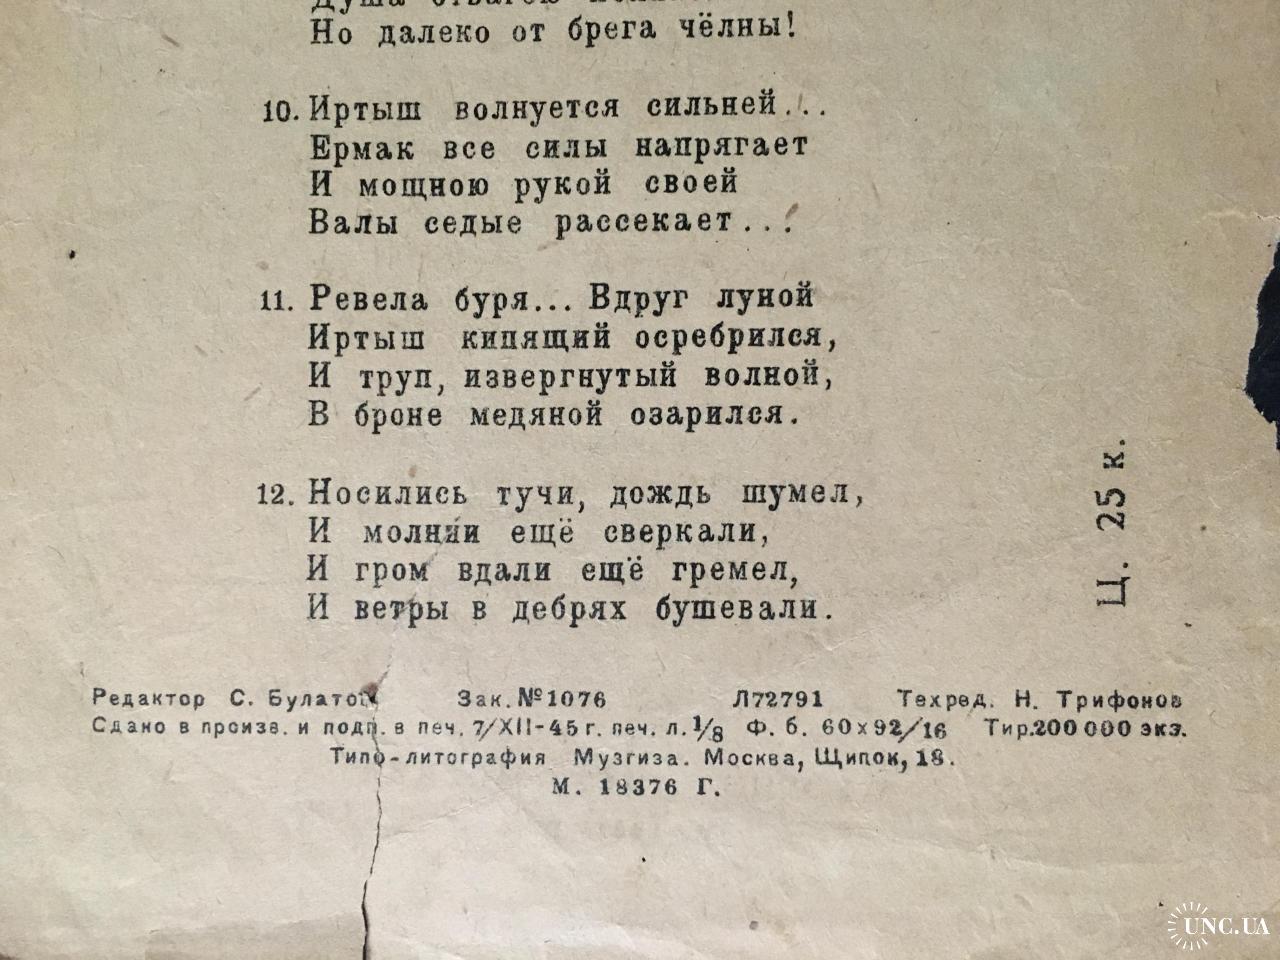 Но далеко от брега чёлны!
10. Иртыш волнуется сильней...
Ермак все силы напрягает
И мощною рукой своей
Валы седые рассекает...
11. Ревела буря... Вдруг луной
Иртыш кипящий осребрился,
И труп, извергнутый волной,
В броне медяной озарился.
12. Носились тучи, дождь шумел,
И молнии ещё сверкали,
И гром вдали ещё гремел,
И ветры в дебрях бушевали.
Ц. 25 к.
Редактор С. Булатов Зак.№1076 Л72791 Техред. Н. Трифонов
Сдано в произв. и подп. в печ. 7/XII-45 г. печ. л. 1/8 Ф. б. 60х92/16 Тир.200 000 экз.
Типо-литография Музгиза. Москва, Щипок, 18.
М. 18376 Г.
UNC.UA